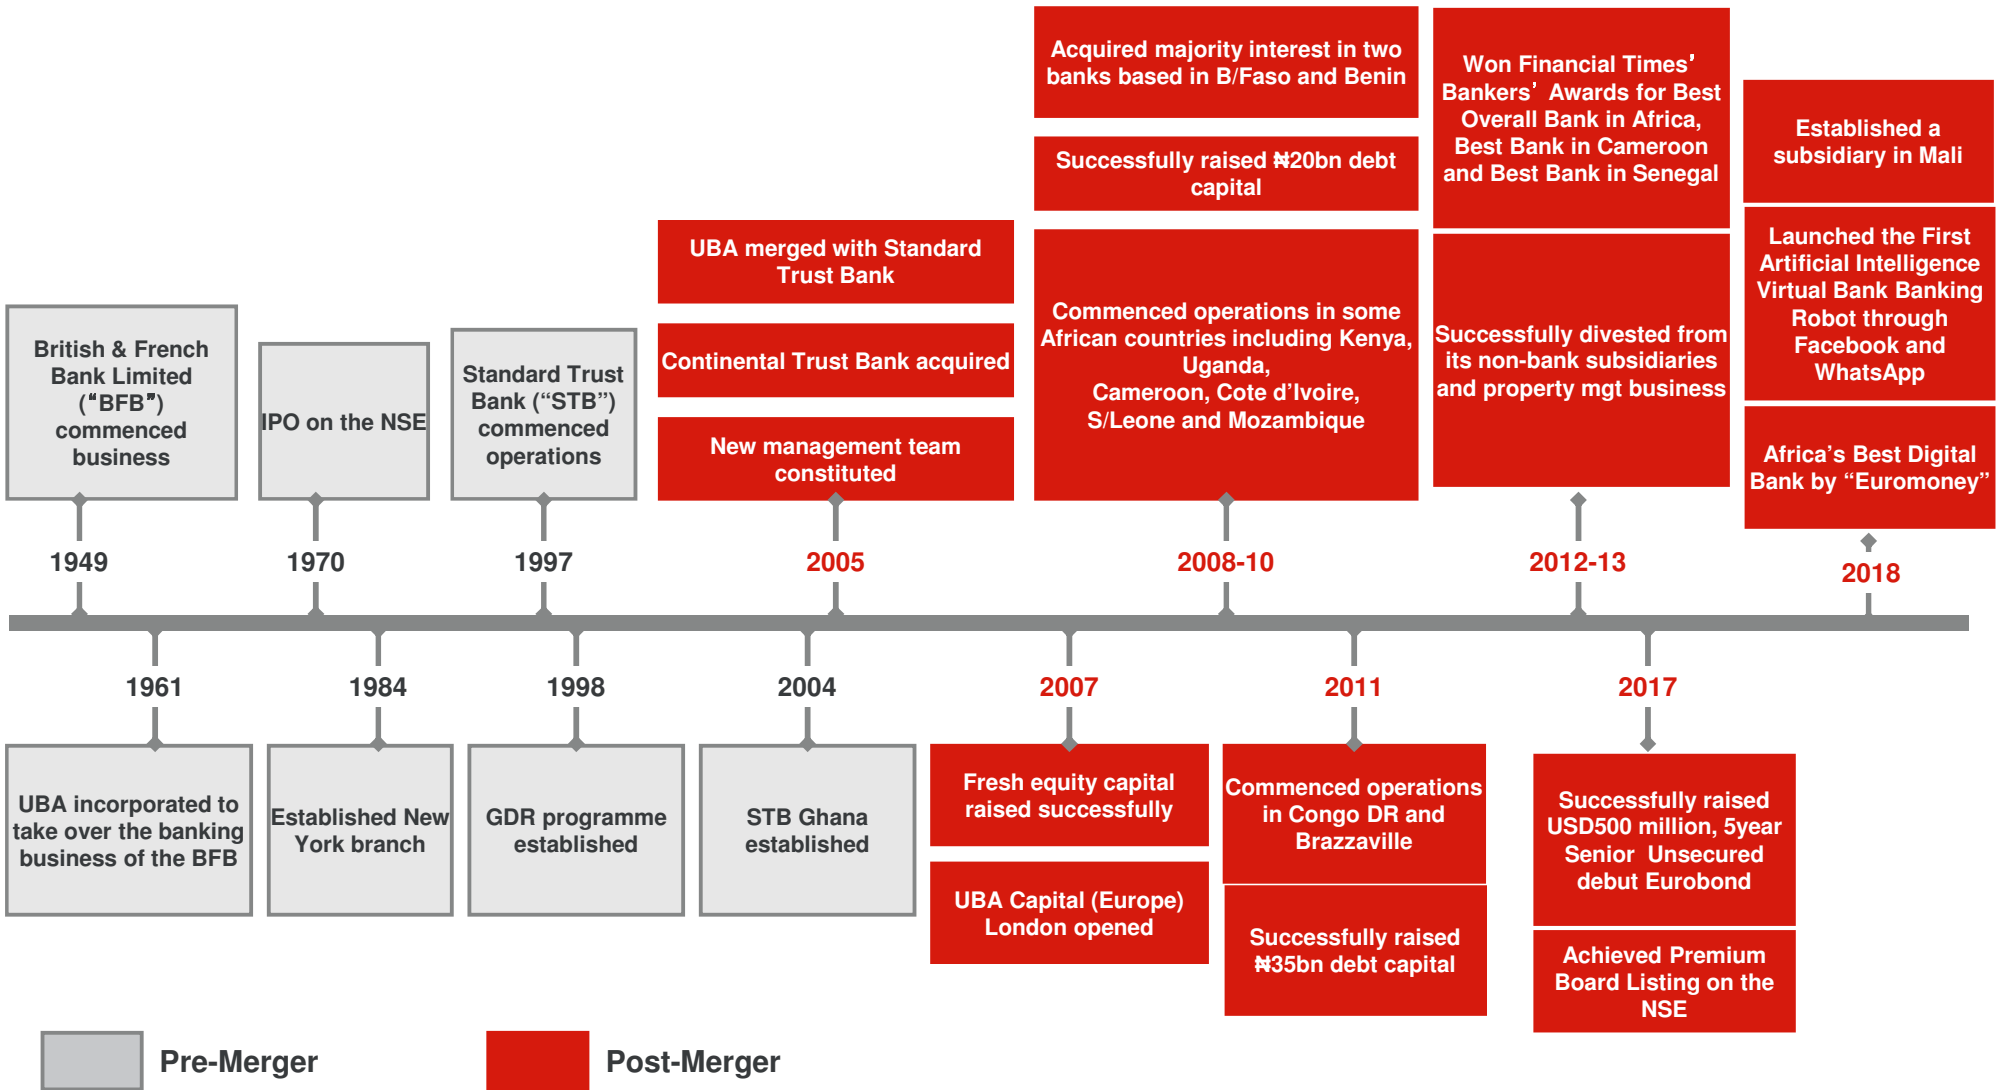 British & French
Bank Limited
("BFB")
commenced
business
1949
IPO on the NSE
1970
Standard Trust
Bank (“STB”)
commenced
operations
1997
UBA merged with Standard
Trust Bank
Continental Trust Bank acquired
New management team
constituted
2005
Acquired majority interest in two
banks based in B/Faso and Benin
Successfully raised ₦20bn debt
capital
Commenced operations in some
African countries including Kenya,
Uganda,
Cameroon, Cote d’Ivoire,
S/Leone and Mozambique
2008-10
Won Financial Times’
Bankers’ Awards for Best
Overall Bank in Africa,
Best Bank in Cameroon
and Best Bank in Senegal
Successfully divested from
its non-bank subsidiaries
and property mgt business
2012-13
Established a
subsidiary in Mali
Launched the First
Artificial Intelligence
Virtual Bank Banking
Robot through
Facebook and
WhatsApp
Africa’s Best Digital
Bank by “Euromoney”
2018
1961
UBA incorporated to
take over the banking
business of the BFB
1984
Established New
York branch
1998
GDR programme
established
2004
STB Ghana
established
2007
Fresh equity capital
raised successfully
UBA Capital (Europe)
London opened
2011
Commenced operations
in Congo DR and
Brazzaville
Successfully raised
₦35bn debt capital
2017
Successfully raised
USD500 million, 5year
Senior Unsecured
debut Eurobond
Achieved Premium
Board Listing on the
NSE
Pre-Merger
Post-Merger